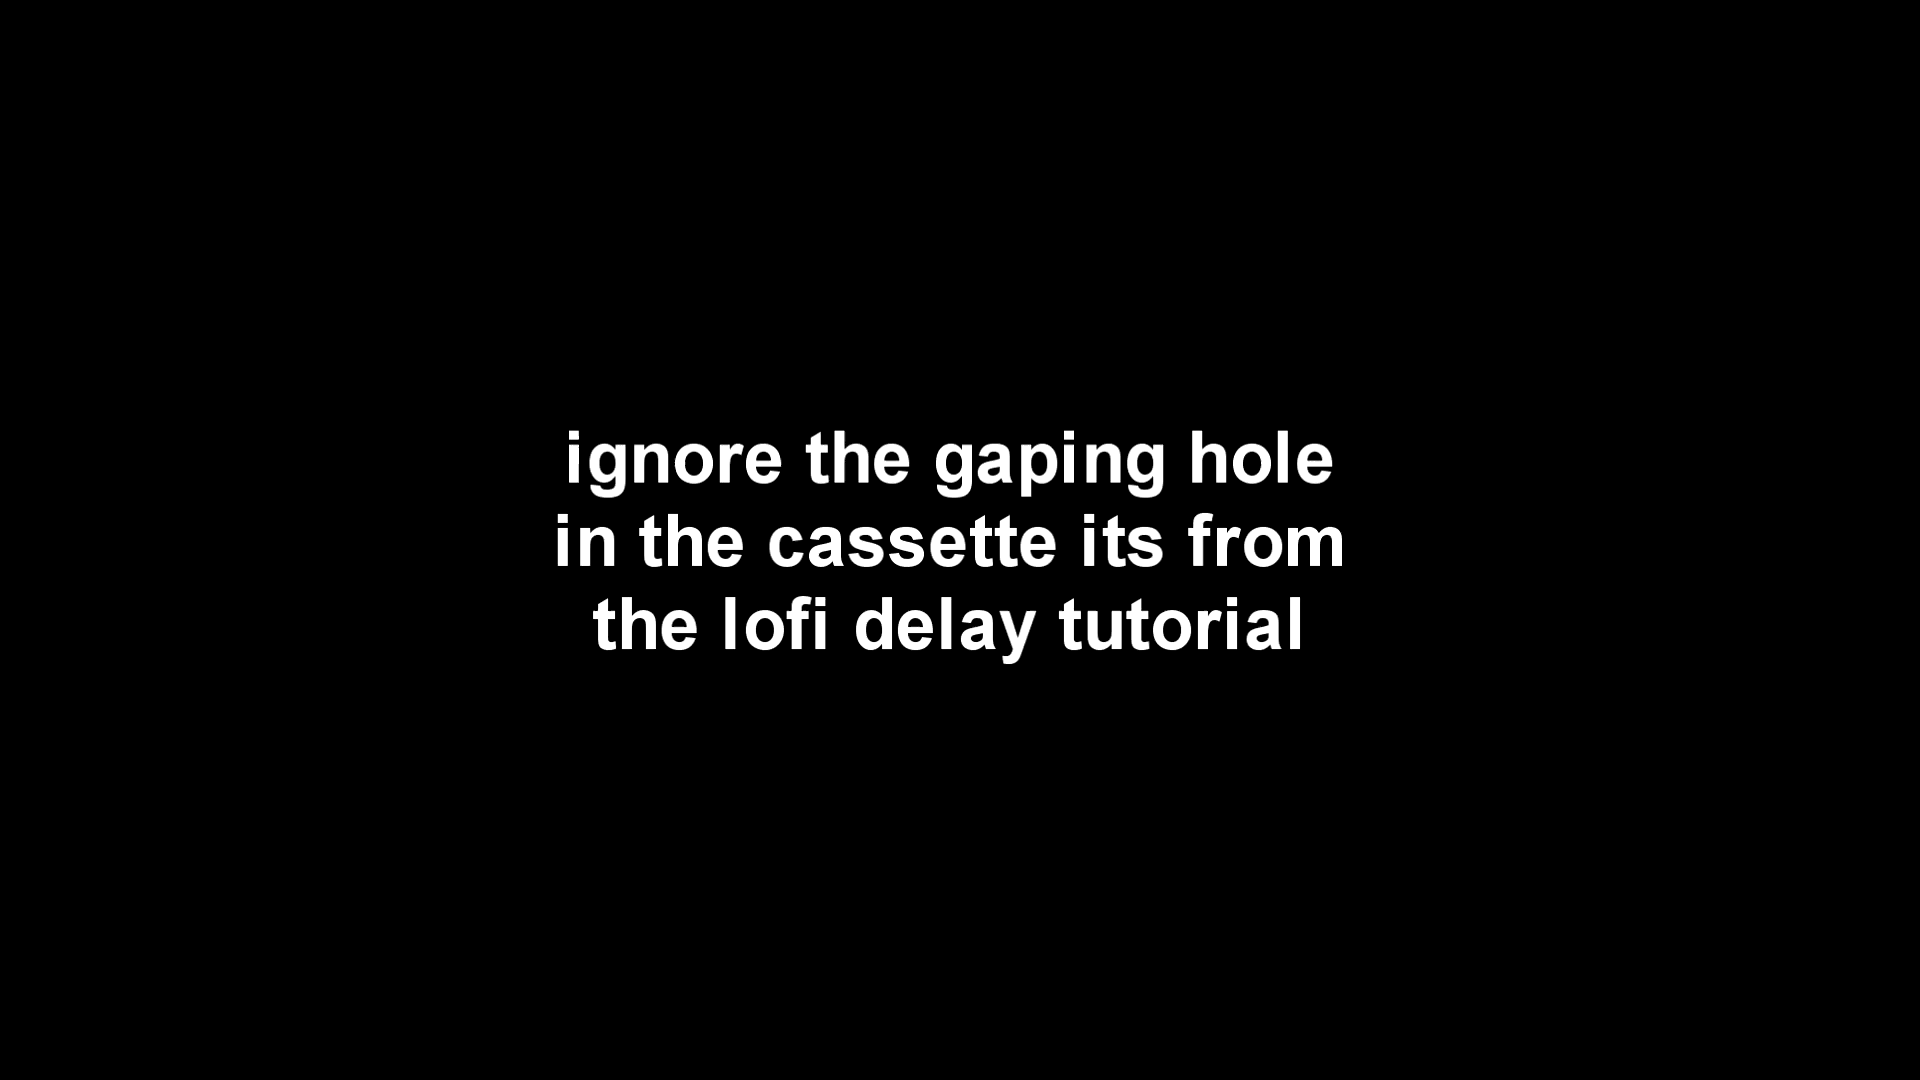 ignore the gaping hole
in the cassette its from
the lofi delay tutorial